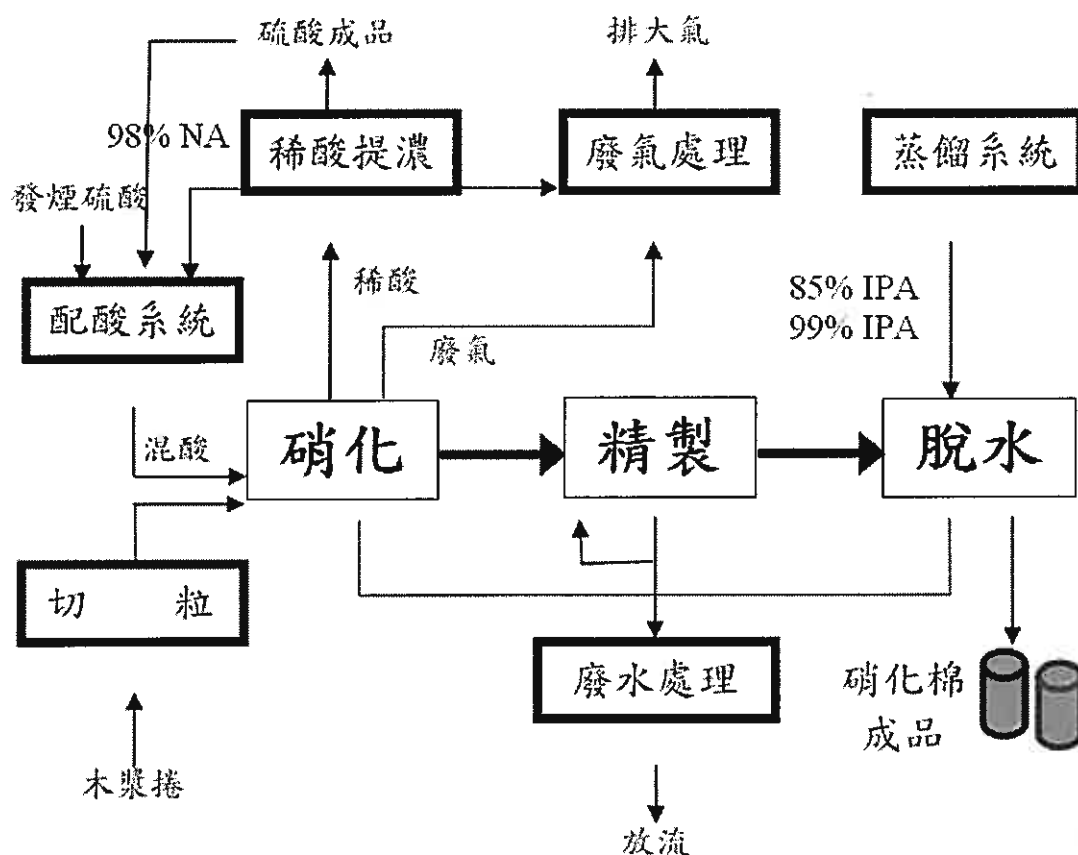 硫酸成品
排大氣
98% NA
稀酸提濃
廢氣處理
蒸餾系統
發煙硫酸
稀酸
配酸系統
85% IPA
99% IPA
廢氣
混酸
硝化
精製
脫水
切 粒
廢水處理
硝化棉
成品
木漿捲
放流